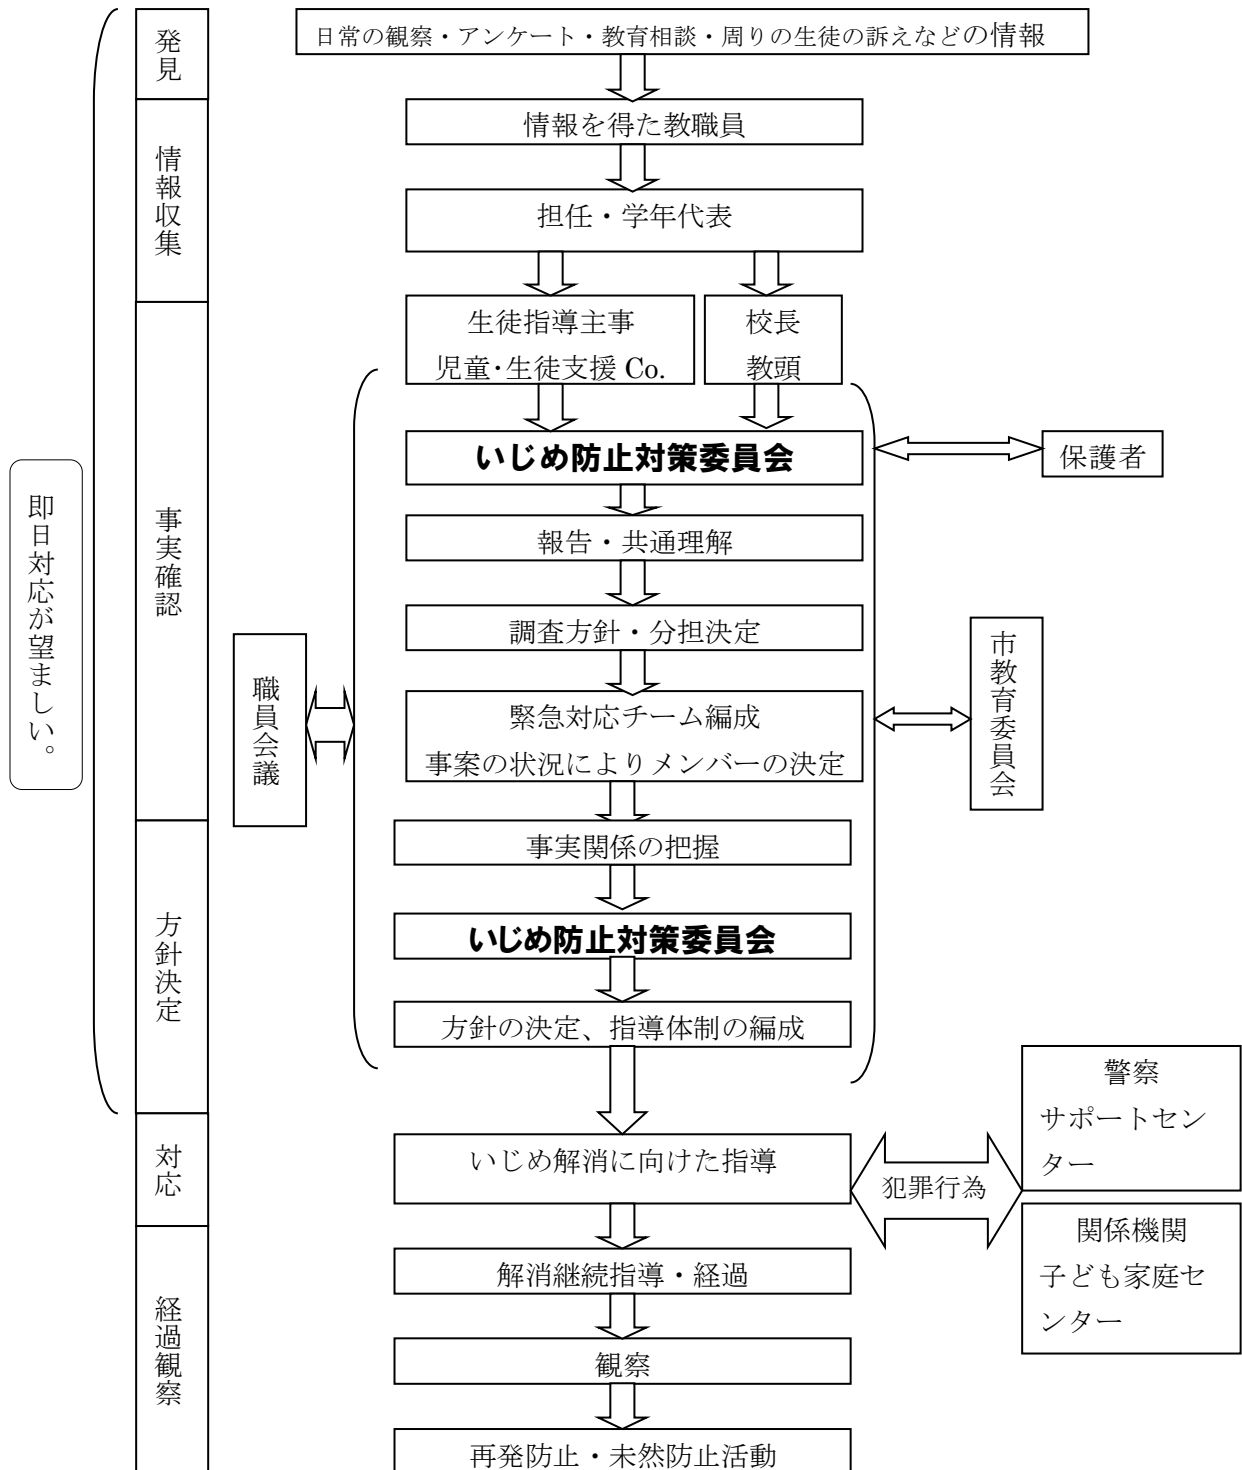 即日対応が望ましい。
発見
情報収集
事実確認
方針決定
対応
経過観察
日常の観察・アンケート・教育相談・周りの生徒の訴えなどの情報
情報を得た教職員
担任・学年代表
生徒指導主事
児童・生徒支援 Co.
校長
教頭
いじめ防止対策委員会
保護者
報告・共通理解
調査方針・分担決定
職員会議
緊急対応チーム編成
事案の状況によりメンバーの決定
市教育委員会
事実関係の把握
いじめ防止対策委員会
方針の決定、指導体制の編成
いじめ解消に向けた指導
犯罪行為
警察
サポートセン
ター
関係機関
子ども家庭セ
ンター
解消継続指導・経過
観察
再発防止・未然防止活動